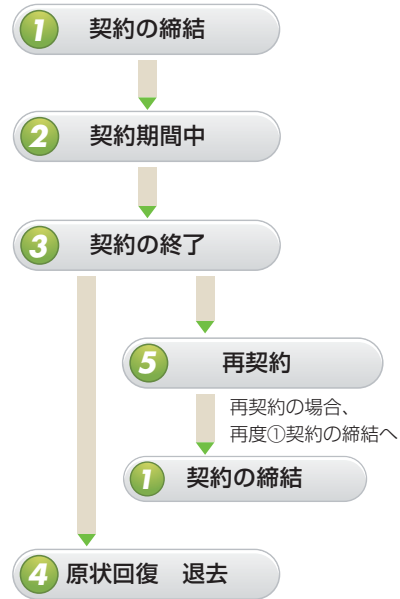 1 契約の締結
2 契約期間中
3 契約の終了
5 再契約
再契約の場合、
再度①契約の締結へ
1 契約の締結
4 原状回復　退去